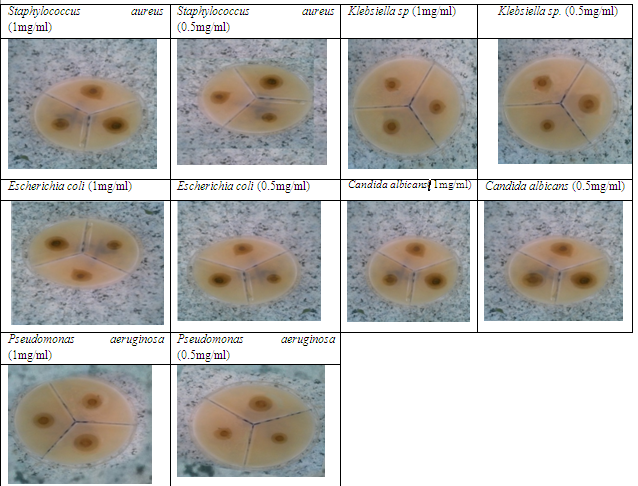 Staphylococcus aureus
(1mg/ml)
Staphylococcus aureus
(0.5mg/ml)
Klebsiella sp (1mg/ml)
Klebsiella sp. (0.5mg/ml)
Escherichia coli (1mg/ml)
Escherichia coli (0.5mg/ml)
Candida albicans(1mg/ml)
Candida albicans (0.5mg/ml)
Pseudomonas aeruginosa
(1mg/ml)
Pseudomonas aeruginosa
(0.5mg/ml)